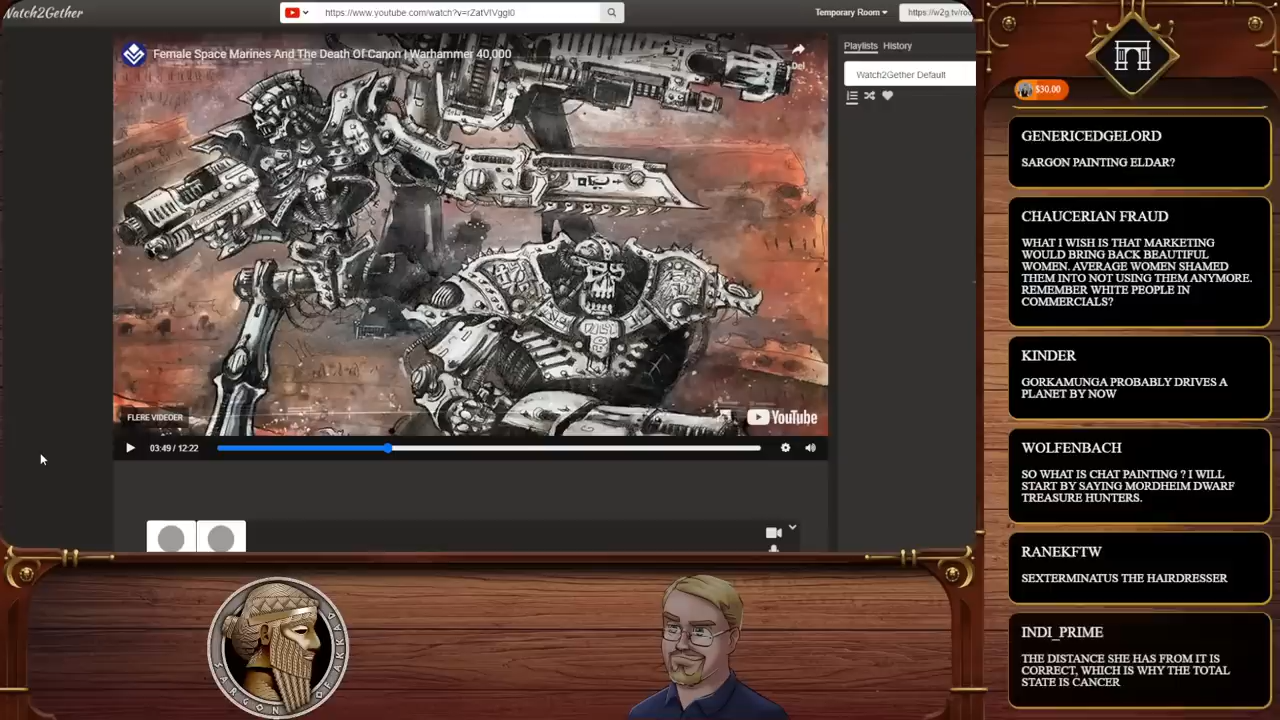 Watch2Gether
https://www.youtube.com/watch?v=rZatVIVggI0
Temporary Room
https://w2g.tv/roo
Female Space Marines And The Death Of Canon | Warhammer 40,000
Del
FLERE VIDEOER
YouTube
03:49 / 12:22
Playlists History
Watch2Gether Default
$30.00
GENERICEDGELORD
SARGON PAINTING ELDAR?
CHAUCERIAN FRAUD
WHAT I WISH IS THAT MARKETING
WOULD BRING BACK BEAUTIFUL
WOMEN. AVERAGE WOMEN SHAMED
THEM INTO NOT USING THEM ANYMORE.
REMEMBER WHITE PEOPLE IN
COMMERCIALS?
KINDER
GORKAMUNGA PROBABLY DRIVES A
PLANET BY NOW
WOLFENBACH
SO WHAT IS CHAT PAINTING ? I WILL
START BY SAYING MORDHEIM DWARF
TREASURE HUNTERS.
RANEKFTW
SEXTERMINATUS THE HAIRDRESSER
INDI_PRIME
THE DISTANCE SHE HAS FROM IT IS
CORRECT, WHICH IS WHY THE TOTAL
STATE IS CANCER
SARGON OF AKKAD